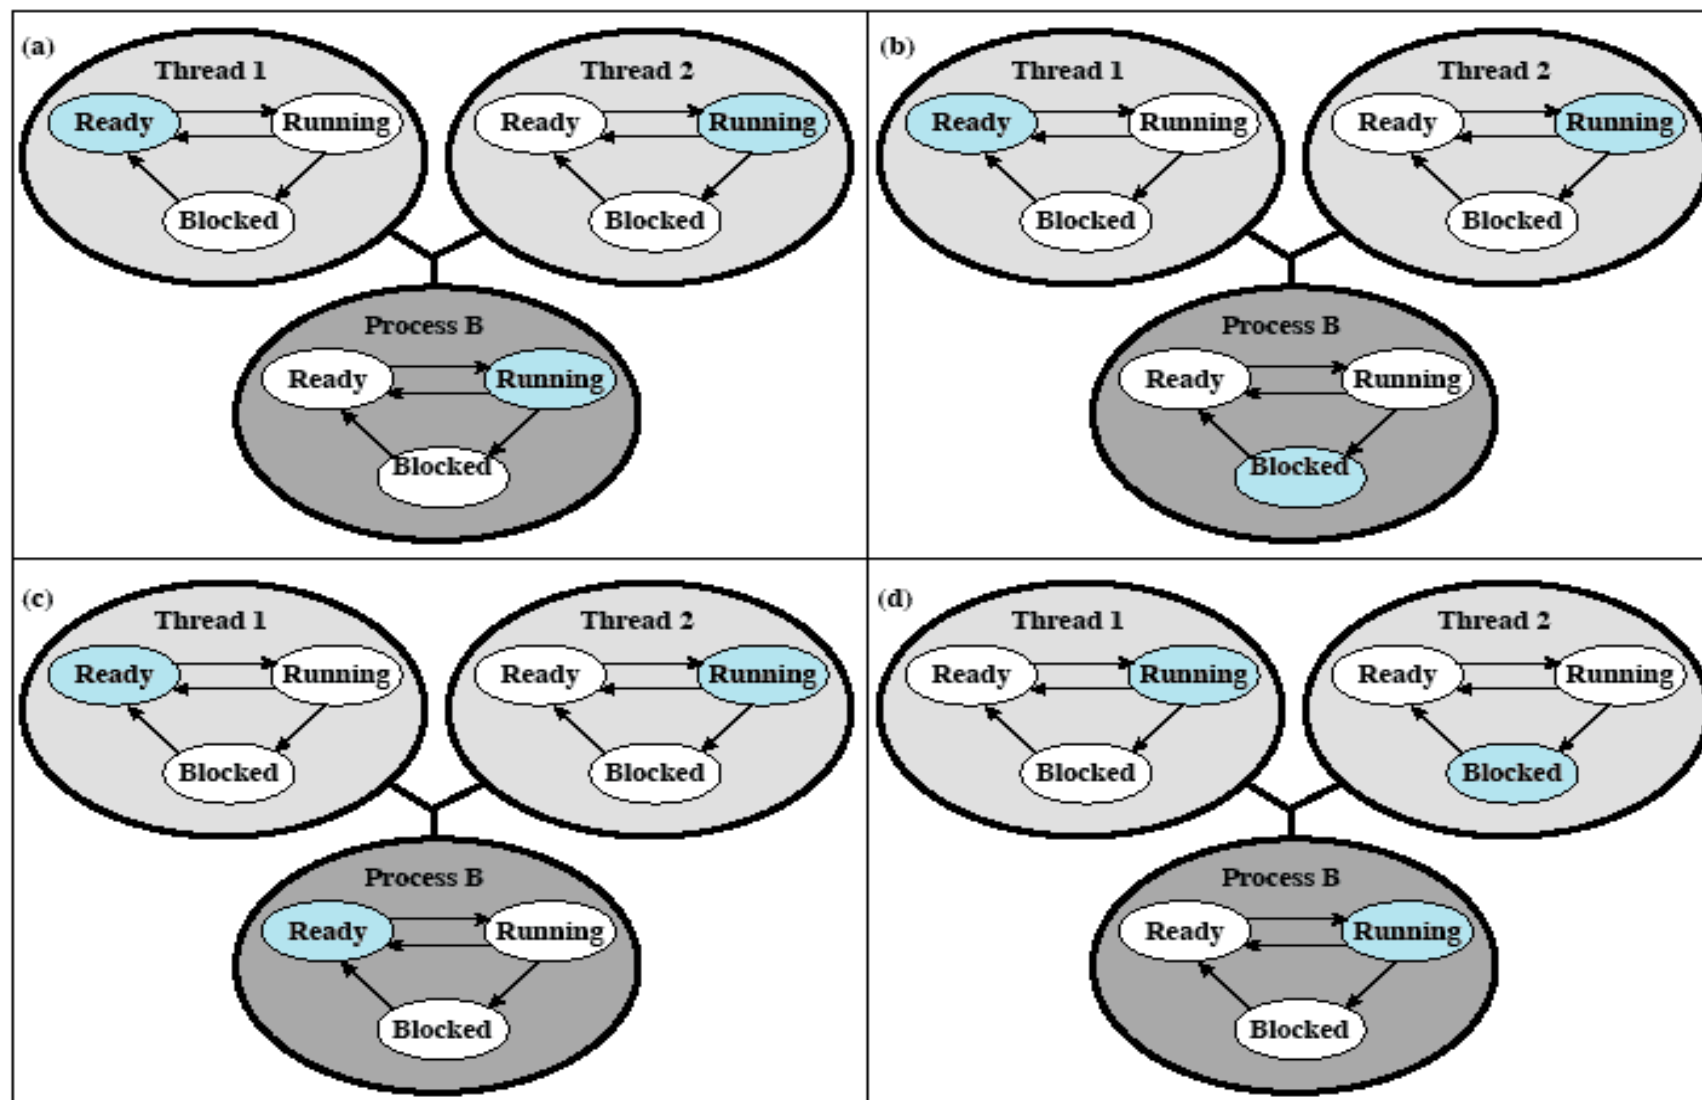 (a)
Thread 1
Ready Running
Blocked
Thread 2
Ready Running
Blocked
Process B
Ready Running
Blocked
(b)
Thread 1
Ready Running
Blocked
Thread 2
Ready Running
Blocked
Process B
Ready Running
Blocked
(c)
Thread 1
Ready Running
Blocked
Thread 2
Ready Running
Blocked
Process B
Ready Running
Blocked
(d)
Thread 1
Ready Running
Blocked
Thread 2
Ready Running
Blocked
Process B
Ready Running
Blocked